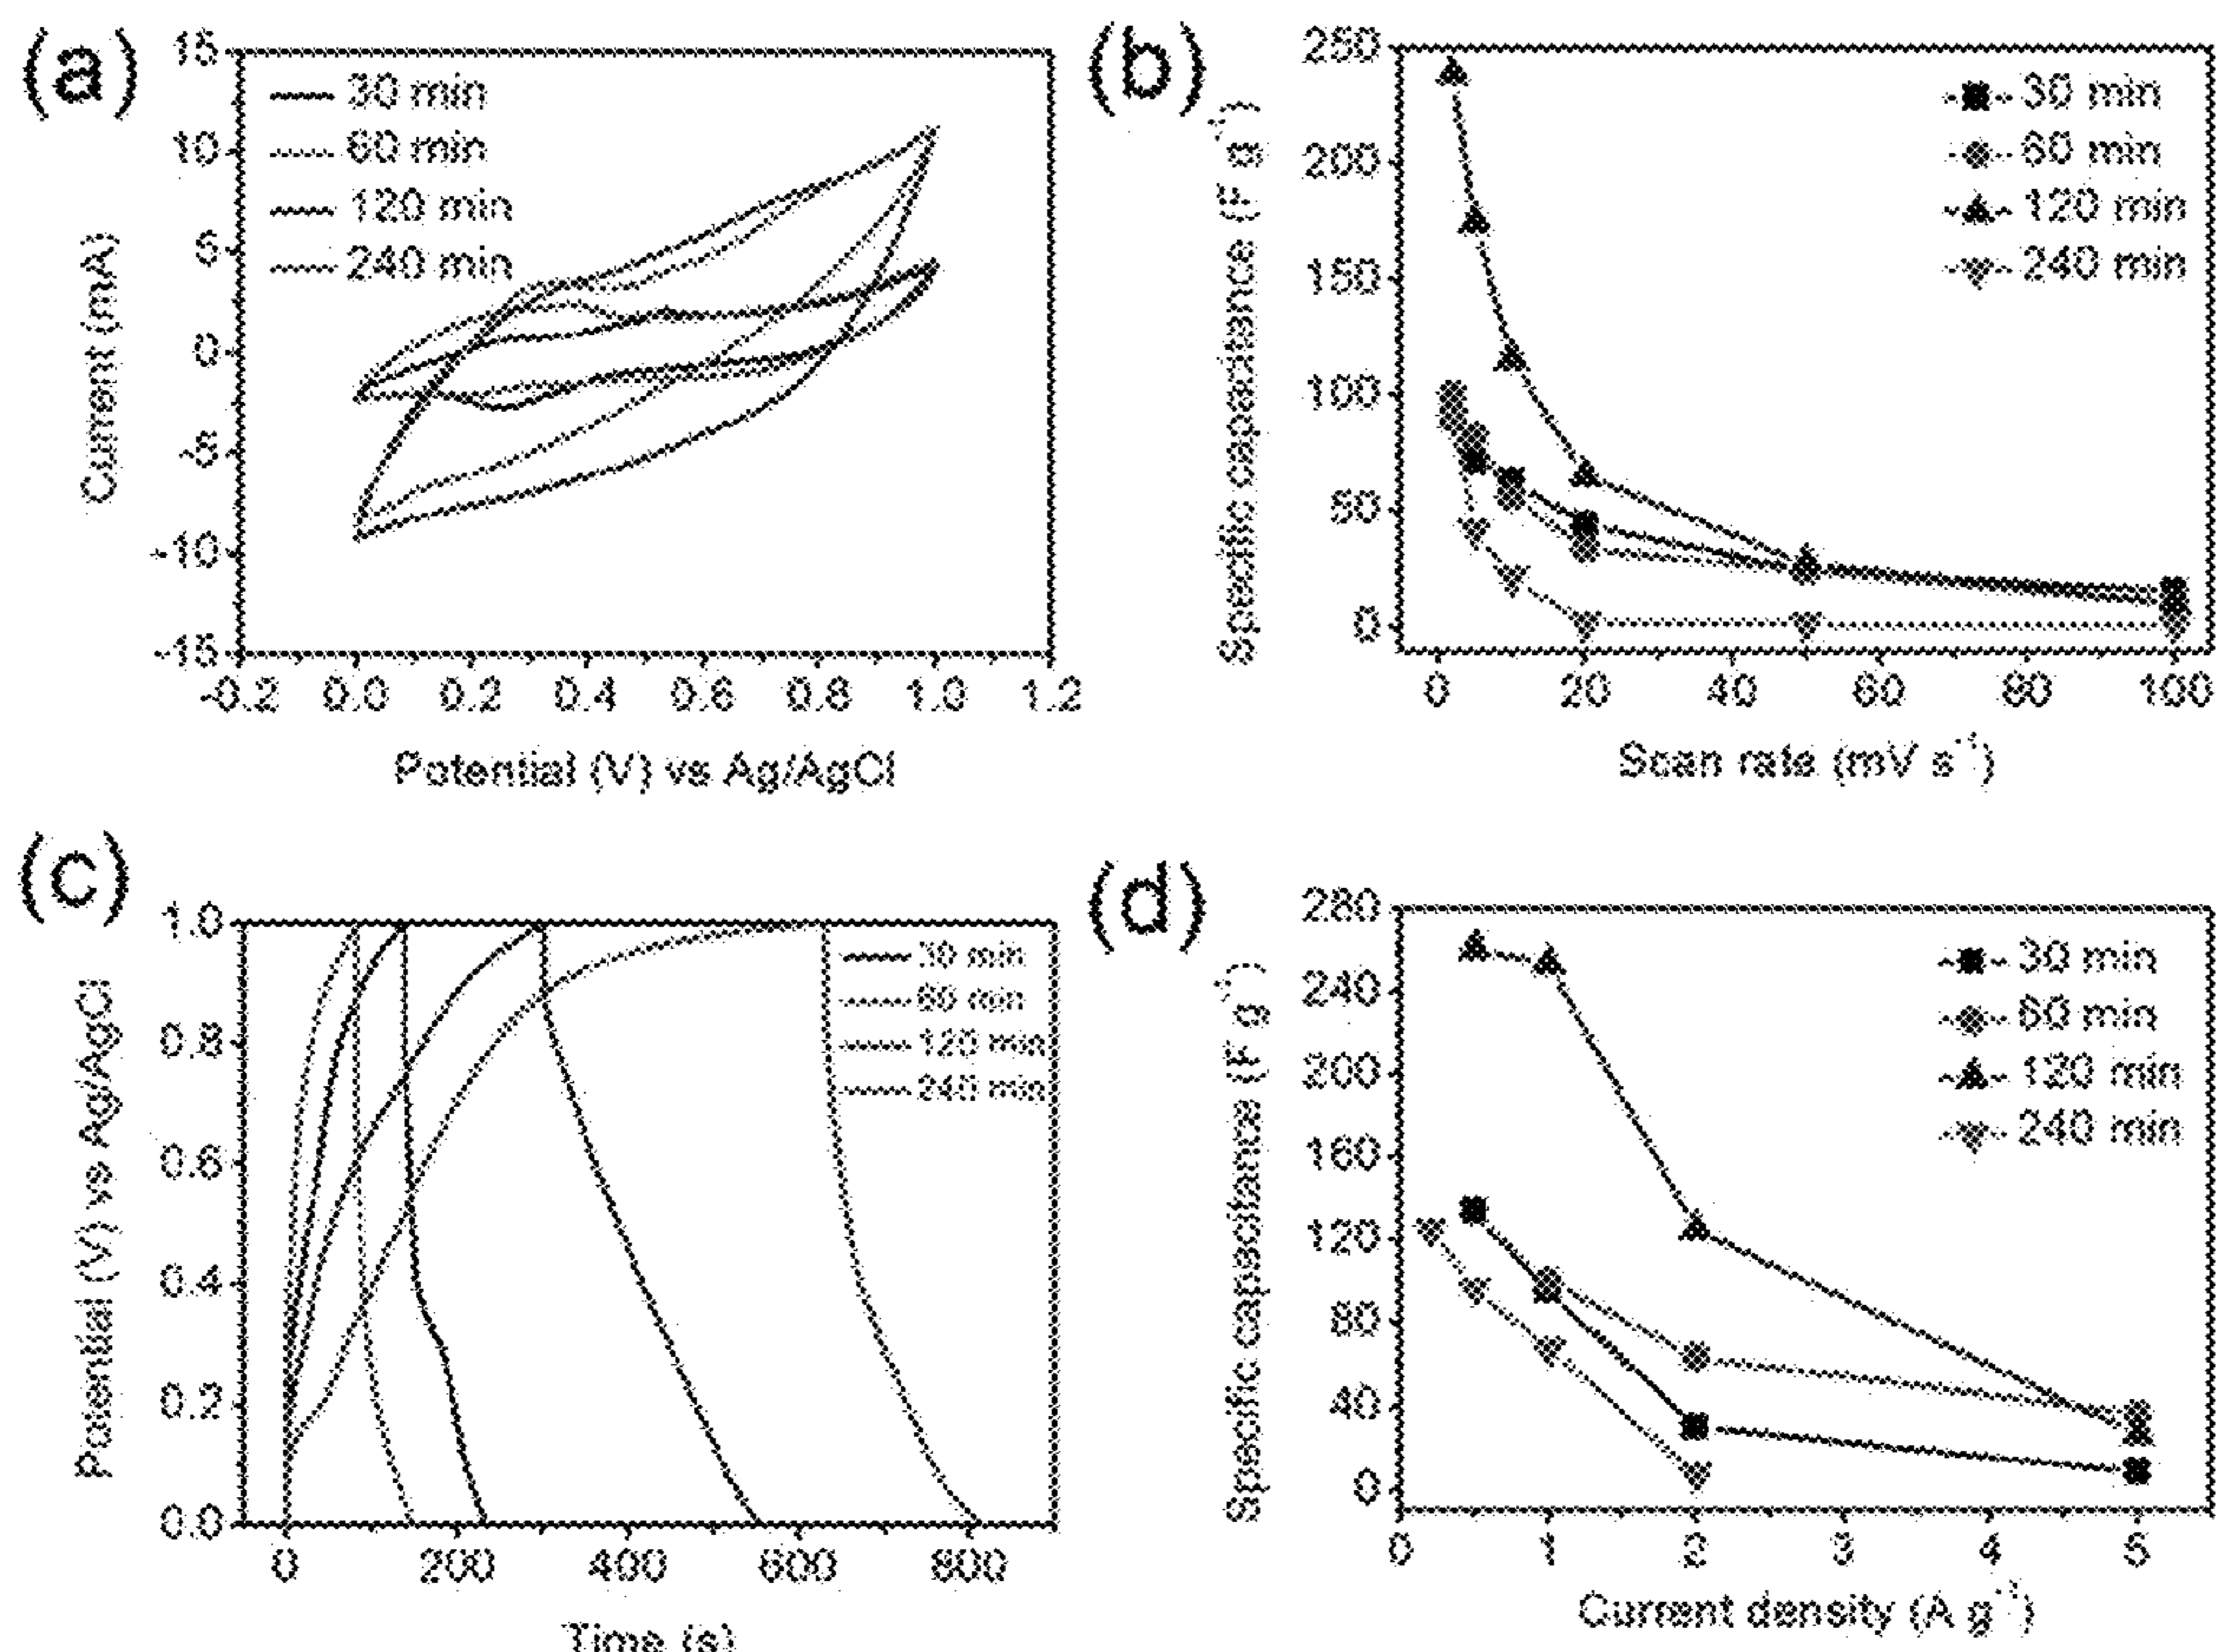 (a)
15
10
5
0
-5
-10
-15
-0.2 0.0 0.2 0.4 0.6 0.8 1.0 1.2
Current (mA)
Potential (V) vs Ag/AgCl
30 min
60 min
120 min
240 min
(b)
250
200
150
100
50
0
0 20 40 60 80 100
Specific capacitance (F g⁻¹)
Scan rate (mV s⁻¹)
30 min
60 min
120 min
240 min
(c)
1.0
0.8
0.6
0.4
0.2
0.0
0 200 400 600 800
Potential (V) vs Ag/AgCl
Time (s)
30 min
60 min
120 min
240 min
(d)
280
240
200
160
120
80
40
0
0 1 2 3 4 5
Specific capacitance (F g⁻¹)
Current density (A g⁻¹)
30 min
60 min
120 min
240 min